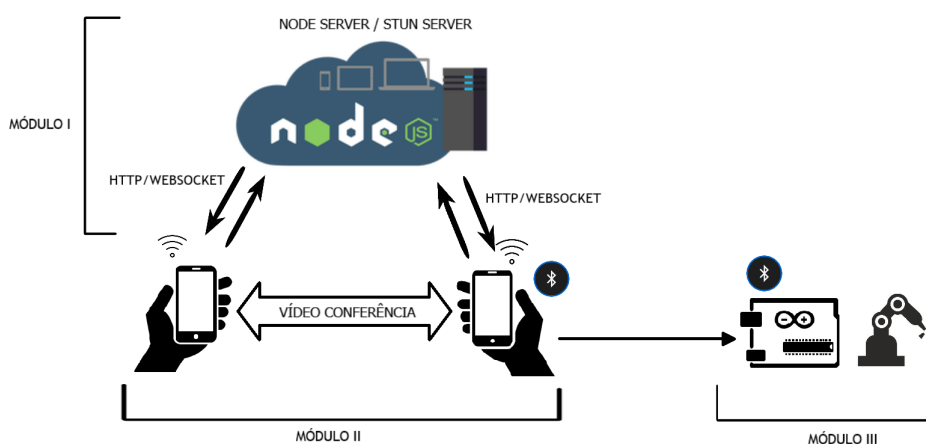 NODE SERVER / STUN SERVER
MÓDULO I
node JS
HTTP/WEBSOCKET
HTTP/WEBSOCKET
VÍDEO CONFERÊNCIA
MÓDULO II
MÓDULO III